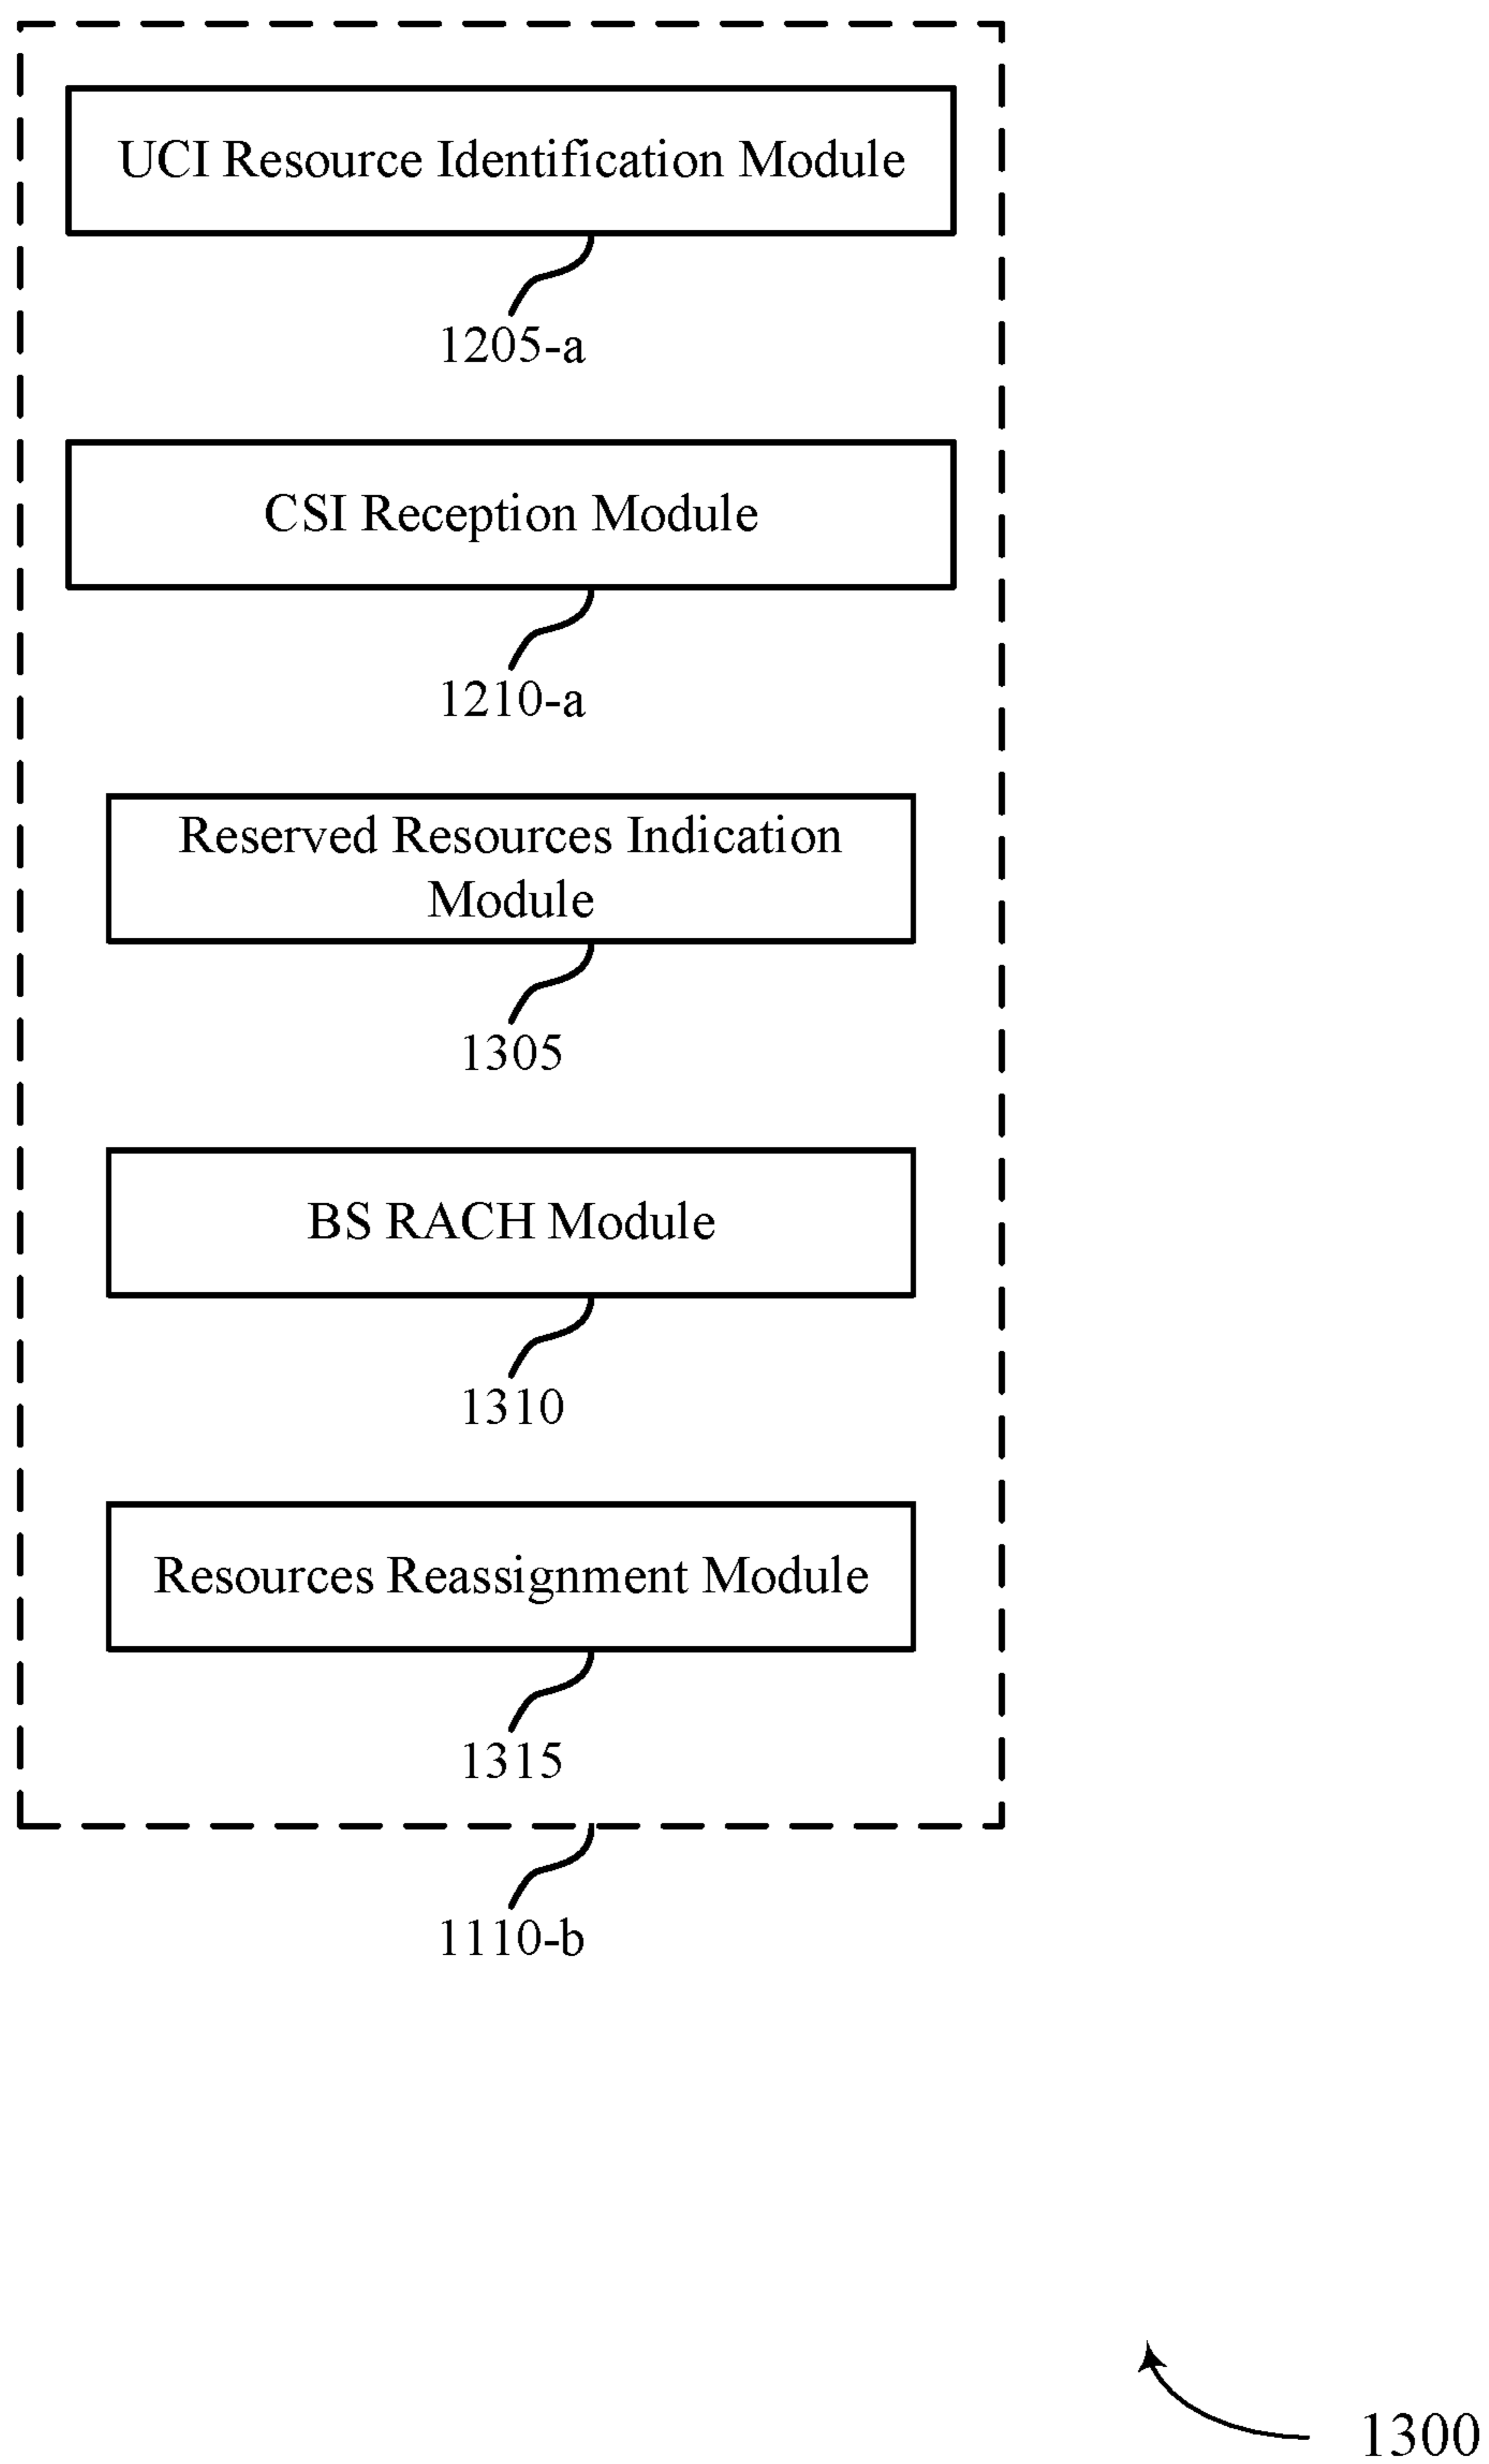 UCI Resource Identification Module
1205-a
CSI Reception Module
1210-a
Reserved Resources Indication
Module
1305
BS RACH Module
1310
Resources Reassignment Module
1315
1110-b
1300